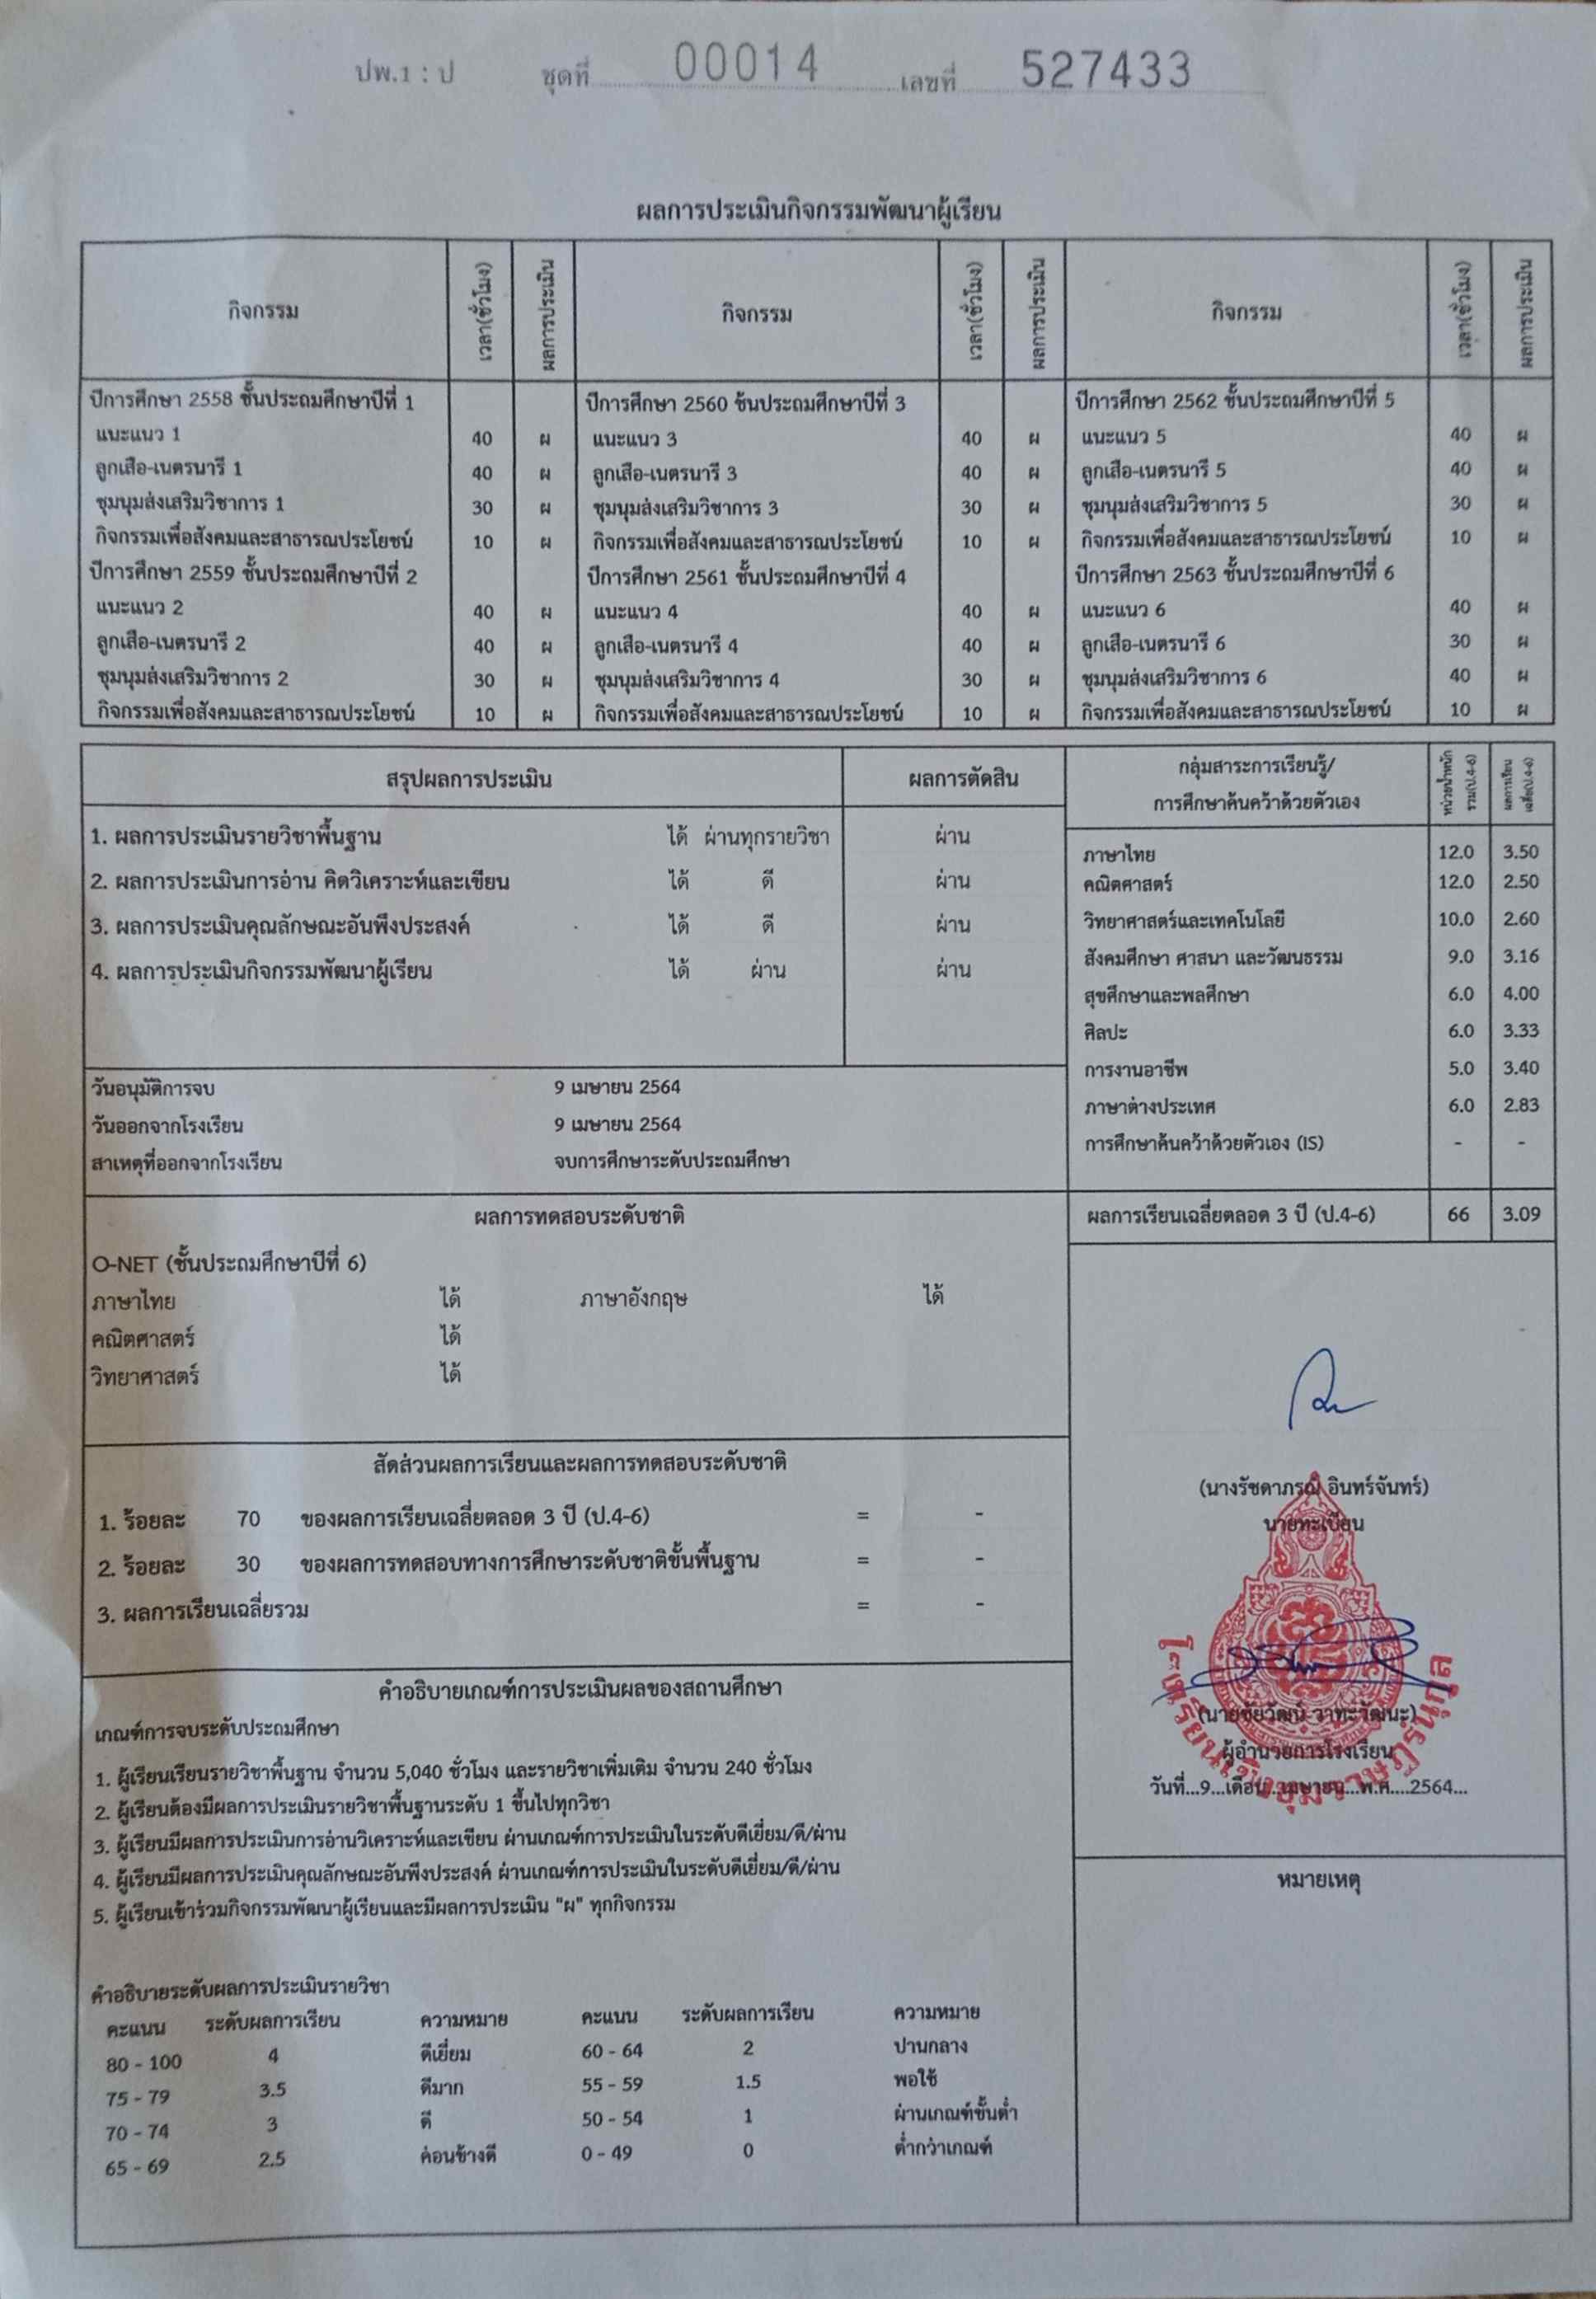 ปพ.1 : ป ชุดที่ 00014 เลขที่ 527433
ผลการประเมินกิจกรรมพัฒนาผู้เรียน
กิจกรรม เวลา(ชั่วโมง) ผลการประเมิน กิจกรรม เวลา(ชั่วโมง) ผลการประเมิน กิจกรรม เวลา(ชั่วโมง) ผลการประเมิน
ปีการศึกษา 2558 ชั้นประถมศึกษาปีที่ 1 ปีการศึกษา 2560 ชั้นประถมศึกษาปีที่ 3 ปีการศึกษา 2562 ชั้นประถมศึกษาปีที่ 5
แนะแนว 1 40 ผ แนะแนว 3 40 ผ แนะแนว 5 40 ผ
ลูกเสือ-เนตรนารี 1 40 ผ ลูกเสือ-เนตรนารี 3 40 ผ ลูกเสือ-เนตรนารี 5 40 ผ
ชุมนุมส่งเสริมวิชาการ 1 30 ผ ชุมนุมส่งเสริมวิชาการ 3 30 ผ ชุมนุมส่งเสริมวิชาการ 5 30 ผ
กิจกรรมเพื่อสังคมและสาธารณประโยชน์ 10 ผ กิจกรรมเพื่อสังคมและสาธารณประโยชน์ 10 ผ กิจกรรมเพื่อสังคมและสาธารณประโยชน์ 10 ผ
ปีการศึกษา 2559 ชั้นประถมศึกษาปีที่ 2 ปีการศึกษา 2561 ชั้นประถมศึกษาปีที่ 4 ปีการศึกษา 2563 ชั้นประถมศึกษาปีที่ 6
แนะแนว 2 40 ผ แนะแนว 4 40 ผ แนะแนว 6 40 ผ
ลูกเสือ-เนตรนารี 2 40 ผ ลูกเสือ-เนตรนารี 4 40 ผ ลูกเสือ-เนตรนารี 6 30 ผ
ชุมนุมส่งเสริมวิชาการ 2 30 ผ ชุมนุมส่งเสริมวิชาการ 4 30 ผ ชุมนุมส่งเสริมวิชาการ 6 40 ผ
กิจกรรมเพื่อสังคมและสาธารณประโยชน์ 10 ผ กิจกรรมเพื่อสังคมและสาธารณประโยชน์ 10 ผ กิจกรรมเพื่อสังคมและสาธารณประโยชน์ 10 ผ
สรุปผลการประเมิน ผลการตัดสิน
1. ผลการประเมินรายวิชาพื้นฐาน ได้ ผ่านทุกรายวิชา ผ่าน
2. ผลการประเมินการอ่าน คิดวิเคราะห์และเขียน ได้ ดี ผ่าน
3. ผลการประเมินคุณลักษณะอันพึงประสงค์ ได้ ดี ผ่าน
4. ผลการประเมินกิจกรรมพัฒนาผู้เรียน ได้ ผ่าน ผ่าน
วันอนุมัติการจบ 9 เมษายน 2564
วันออกจากโรงเรียน 9 เมษายน 2564
สาเหตุที่ออกจากโรงเรียน จบการศึกษาระดับประถมศึกษา
กลุ่มสาระการเรียนรู้/
การศึกษาค้นคว้าด้วยตัวเอง
หน่วยน้ำหนัก
รวม(ป.4-6)
ผลการเรียน
เฉลี่ย(ป.4-6)
ภาษาไทย 12.0 3.50
คณิตศาสตร์ 12.0 2.50
วิทยาศาสตร์และเทคโนโลยี 10.0 2.60
สังคมศึกษา ศาสนา และวัฒนธรรม 9.0 3.16
สุขศึกษาและพลศึกษา 6.0 4.00
ศิลปะ 6.0 3.33
การงานอาชีพ 5.0 3.40
ภาษาต่างประเทศ 6.0 2.83
การศึกษาค้นคว้าด้วยตัวเอง (IS) - -
ผลการเรียนเฉลี่ยตลอด 3 ปี (ป.4-6) 66 3.09
ผลการทดสอบระดับชาติ
O-NET (ชั้นประถมศึกษาปีที่ 6)
ภาษาไทย ได้ ภาษาอังกฤษ ได้
คณิตศาสตร์ ได้
วิทยาศาสตร์ ได้
สัดส่วนผลการเรียนและผลการทดสอบระดับชาติ
1. ร้อยละ 70 ของผลการเรียนเฉลี่ยตลอด 3 ปี (ป.4-6) = -
2. ร้อยละ 30 ของผลการทดสอบทางการศึกษาระดับชาติขั้นพื้นฐาน = -
3. ผลการเรียนเฉลี่ยรวม = -
(นางรัชดาภรณ์ อินทร์จันทร์)
นายทะเบียน
(นายชัยวัฒน์ วาทะวัฒนะ)
ผู้อำนวยการโรงเรียน
วันที่...9...เดือน...เมษายน...พ.ศ....2564...
คำอธิบายเกณฑ์การประเมินผลของสถานศึกษา
เกณฑ์การจบระดับประถมศึกษา
1. ผู้เรียนเรียนรายวิชาพื้นฐาน จำนวน 5,040 ชั่วโมง และรายวิชาเพิ่มเติม จำนวน 240 ชั่วโมง
2. ผู้เรียนต้องมีผลการประเมินรายวิชาพื้นฐานระดับ 1 ขึ้นไปทุกวิชา
3. ผู้เรียนมีผลการประเมินการอ่านวิเคราะห์และเขียน ผ่านเกณฑ์การประเมินในระดับดีเยี่ยม/ดี/ผ่าน
4. ผู้เรียนมีผลการประเมินคุณลักษณะอันพึงประสงค์ ผ่านเกณฑ์การประเมินในระดับดีเยี่ยม/ดี/ผ่าน
5. ผู้เรียนเข้าร่วมกิจกรรมพัฒนาผู้เรียนและมีผลการประเมิน "ผ" ทุกกิจกรรม
หมายเหตุ
คำอธิบายระดับผลการประเมินรายวิชา
คะแนน ระดับผลการเรียน ความหมาย คะแนน ระดับผลการเรียน ความหมาย
80 - 100 4 ดีเยี่ยม 60 - 64 2 ปานกลาง
75 - 79 3.5 ดีมาก 55 - 59 1.5 พอใช้
70 - 74 3 ดี 50 - 54 1 ผ่านเกณฑ์ขั้นต่ำ
65 - 69 2.5 ค่อนข้างดี 0 - 49 0 ต่ำกว่าเกณฑ์